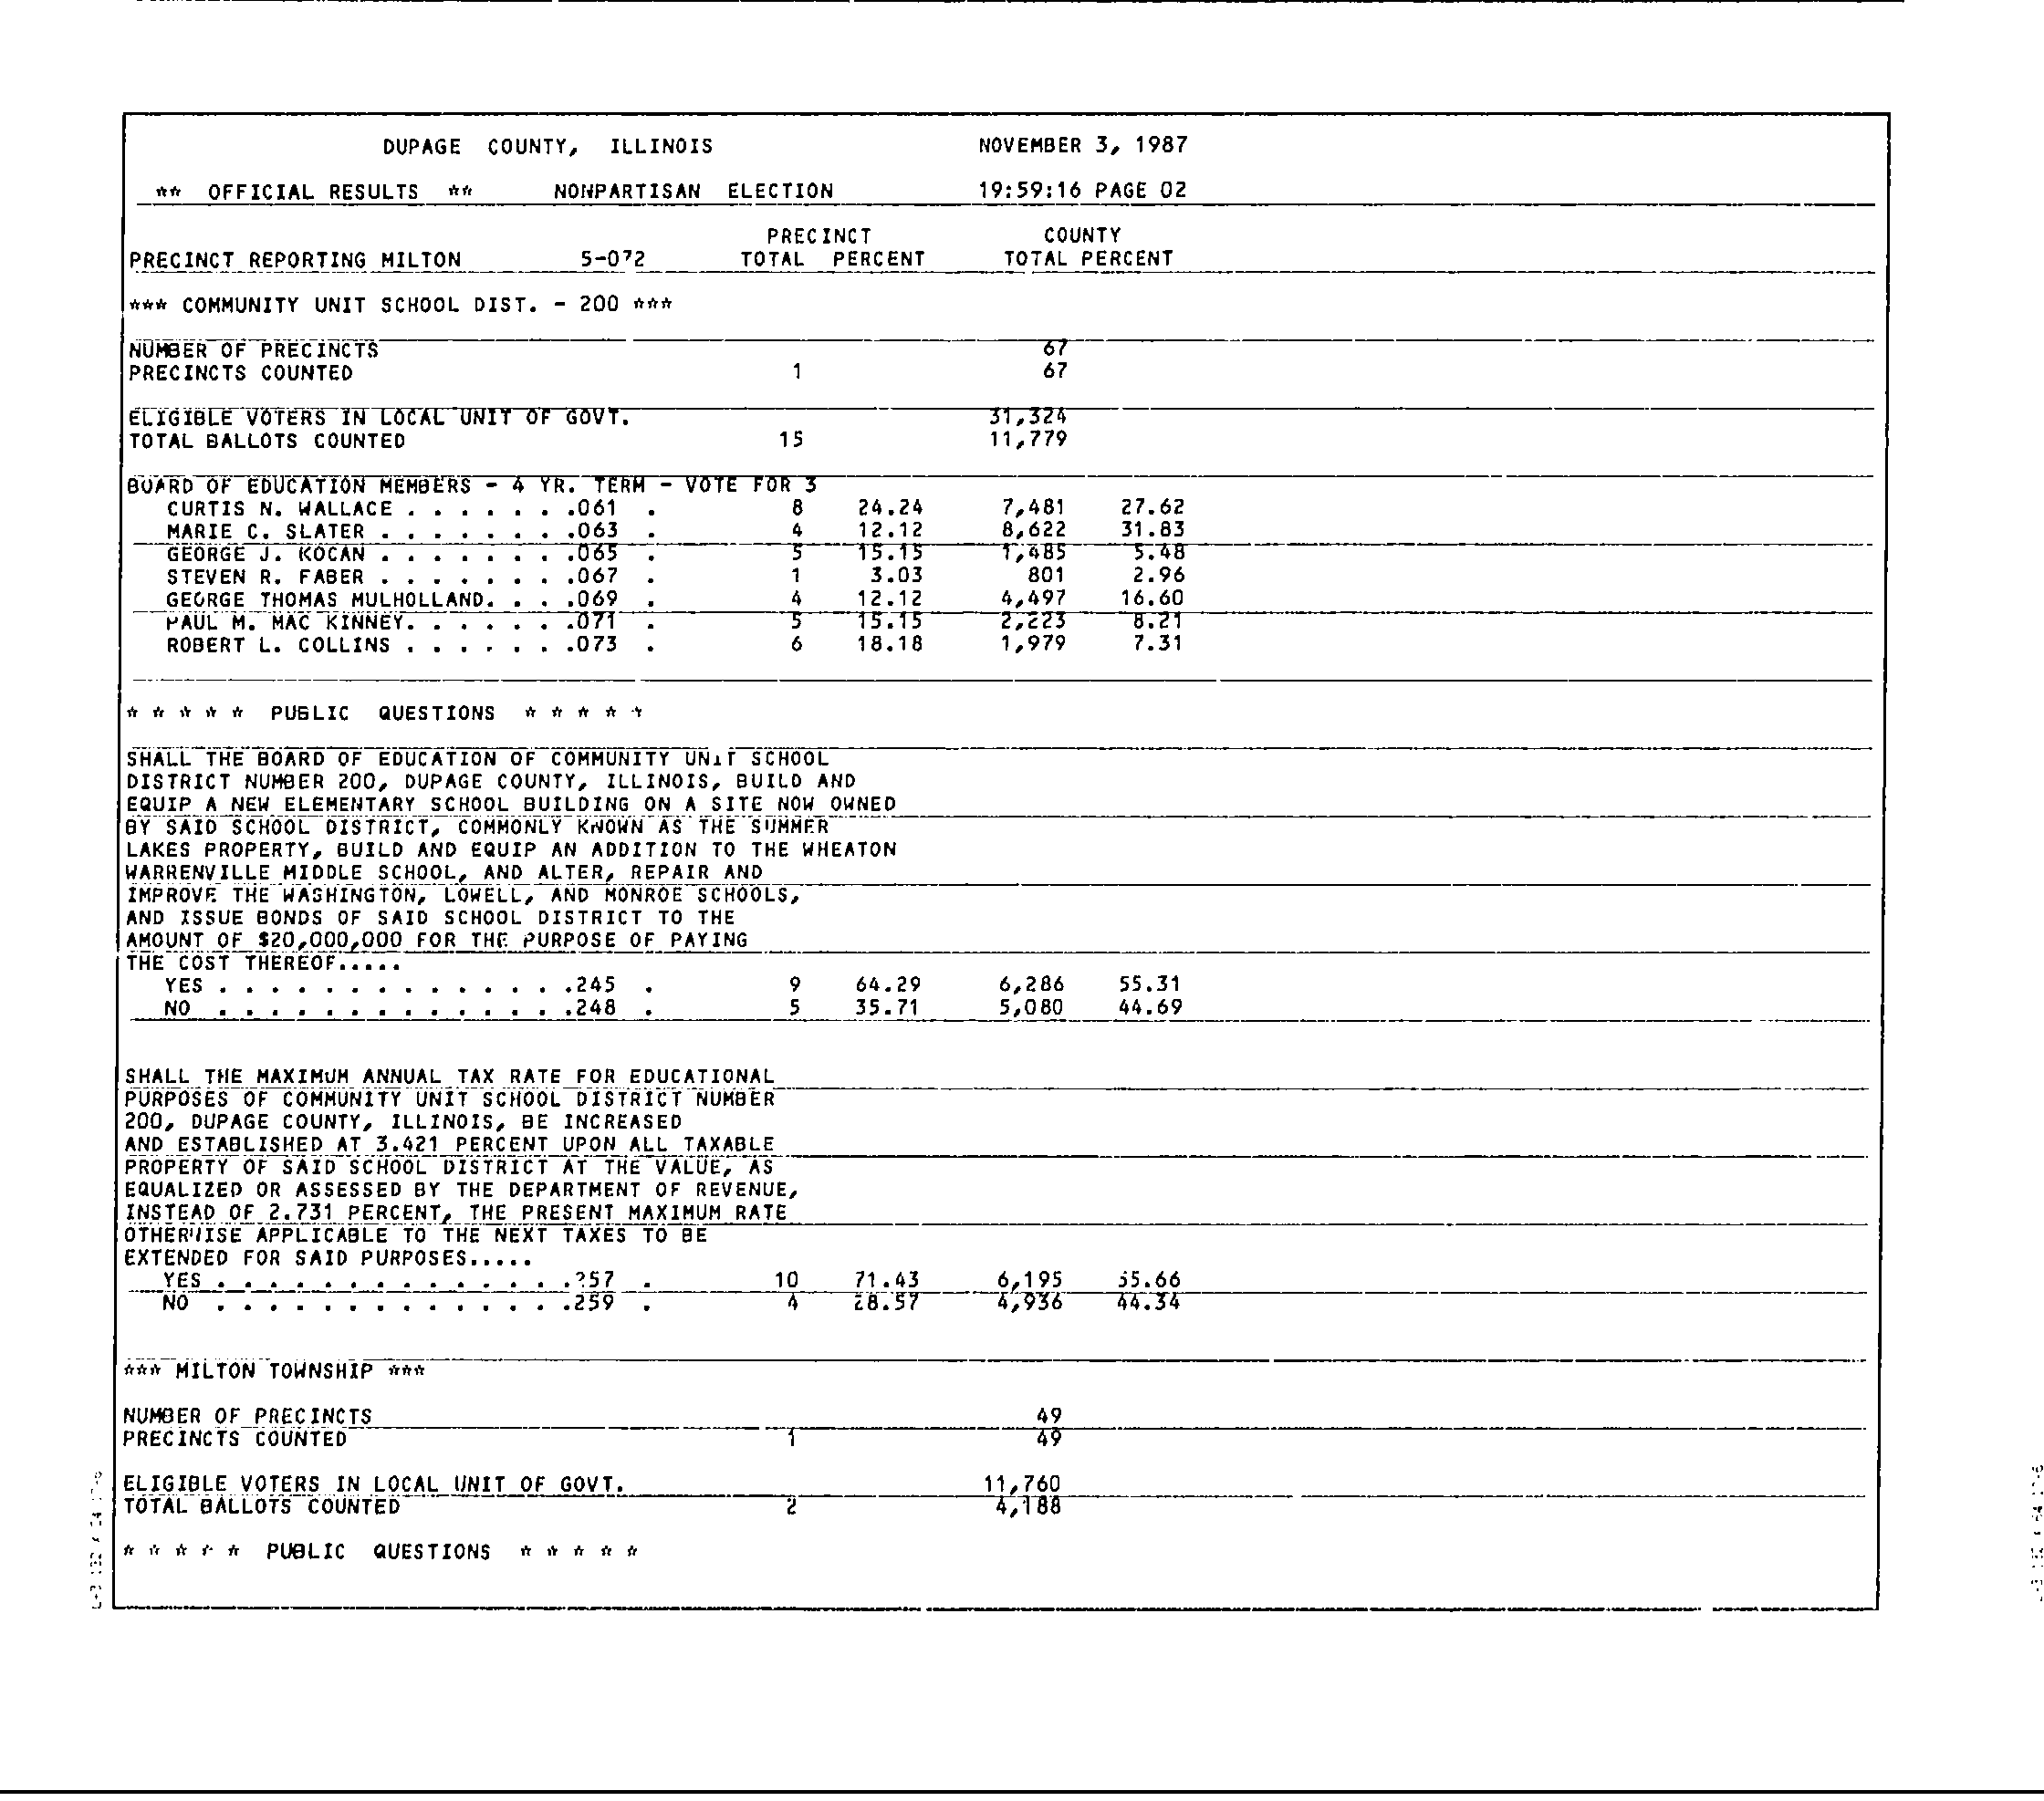 DUPAGE COUNTY, ILLINOIS NOVEMBER 3, 1987
** OFFICIAL RESULTS ** NONPARTISAN ELECTION 19:59:16 PAGE 02
PRECINCT COUNTY
PRECINCT REPORTING MILTON 5-072 TOTAL PERCENT TOTAL PERCENT
*** COMMUNITY UNIT SCHOOL DIST. - 200 ***
NUMBER OF PRECINCTS 67
PRECINCTS COUNTED 1 67
ELIGIBLE VOTERS IN LOCAL UNIT OF GOVT. 31,324
TOTAL BALLOTS COUNTED 15 11,779
BOARD OF EDUCATION MEMBERS - 4 YR. TERM - VOTE FOR 3
CURTIS N. WALLACE . . . . . . .061 . 8 24.24 7,481 27.62
MARIE C. SLATER . . . . . . . .063 . 4 12.12 8,622 31.83
GEORGE J. KOCAN . . . . . . . .065 . 5 15.15 1,485 5.48
STEVEN R. FABER . . . . . . . .067 . 1 3.03 801 2.96
GEORGE THOMAS MULHOLLAND. . . .069 . 4 12.12 4,497 16.60
PAUL M. MAC KINNEY. . . . . . .071 . 5 15.15 2,223 8.21
ROBERT L. COLLINS . . . . . . .073 . 6 18.18 1,979 7.31
* * * * * PUBLIC QUESTIONS * * * * *
SHALL THE BOARD OF EDUCATION OF COMMUNITY UNIT SCHOOL
DISTRICT NUMBER 200, DUPAGE COUNTY, ILLINOIS, BUILD AND
EQUIP A NEW ELEMENTARY SCHOOL BUILDING ON A SITE NOW OWNED
BY SAID SCHOOL DISTRICT, COMMONLY KNOWN AS THE SUMMER
LAKES PROPERTY, BUILD AND EQUIP AN ADDITION TO THE WHEATON
WARRENVILLE MIDDLE SCHOOL, AND ALTER, REPAIR AND
IMPROVE THE WASHINGTON, LOWELL, AND MONROE SCHOOLS,
AND ISSUE BONDS OF SAID SCHOOL DISTRICT TO THE
AMOUNT OF $20,000,000 FOR THE PURPOSE OF PAYING
THE COST THEREOF.....
YES . . . . . . . . . . . . . .245 . 9 64.29 6,286 55.31
NO . . . . . . . . . . . . . .248 . 5 35.71 5,080 44.69
SHALL THE MAXIMUM ANNUAL TAX RATE FOR EDUCATIONAL
PURPOSES OF COMMUNITY UNIT SCHOOL DISTRICT NUMBER
200, DUPAGE COUNTY, ILLINOIS, BE INCREASED
AND ESTABLISHED AT 3.421 PERCENT UPON ALL TAXABLE
PROPERTY OF SAID SCHOOL DISTRICT AT THE VALUE, AS
EQUALIZED OR ASSESSED BY THE DEPARTMENT OF REVENUE,
INSTEAD OF 2.731 PERCENT, THE PRESENT MAXIMUM RATE
OTHERWISE APPLICABLE TO THE NEXT TAXES TO BE
EXTENDED FOR SAID PURPOSES.....
YES . . . . . . . . . . . . . .257 . 10 71.43 6,195 55.66
NO . . . . . . . . . . . . . .259 . 4 28.57 4,936 44.34
*** MILTON TOWNSHIP ***
NUMBER OF PRECINCTS 49
PRECINCTS COUNTED 1 49
ELIGIBLE VOTERS IN LOCAL UNIT OF GOVT. 11,760
TOTAL BALLOTS COUNTED 2 4,188
* * * * * PUBLIC QUESTIONS * * * * *